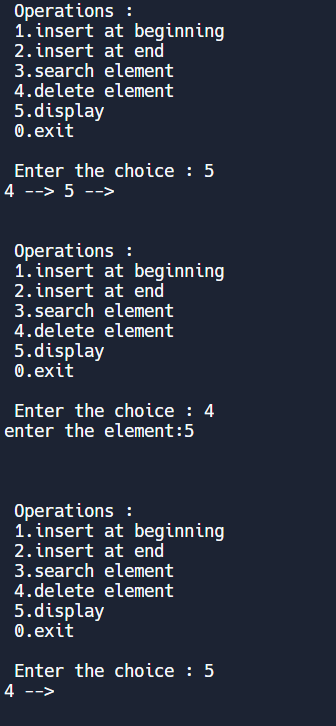 Operations :
1.insert at beginning
2.insert at end
3.search element
4.delete element
5.display
0.exit
Enter the choice : 5
4 --> 5 -->
Operations :
1.insert at beginning
2.insert at end
3.search element
4.delete element
5.display
0.exit
Enter the choice : 4
enter the element:5
Operations :
1.insert at beginning
2.insert at end
3.search element
4.delete element
5.display
0.exit
Enter the choice : 5
4 -->